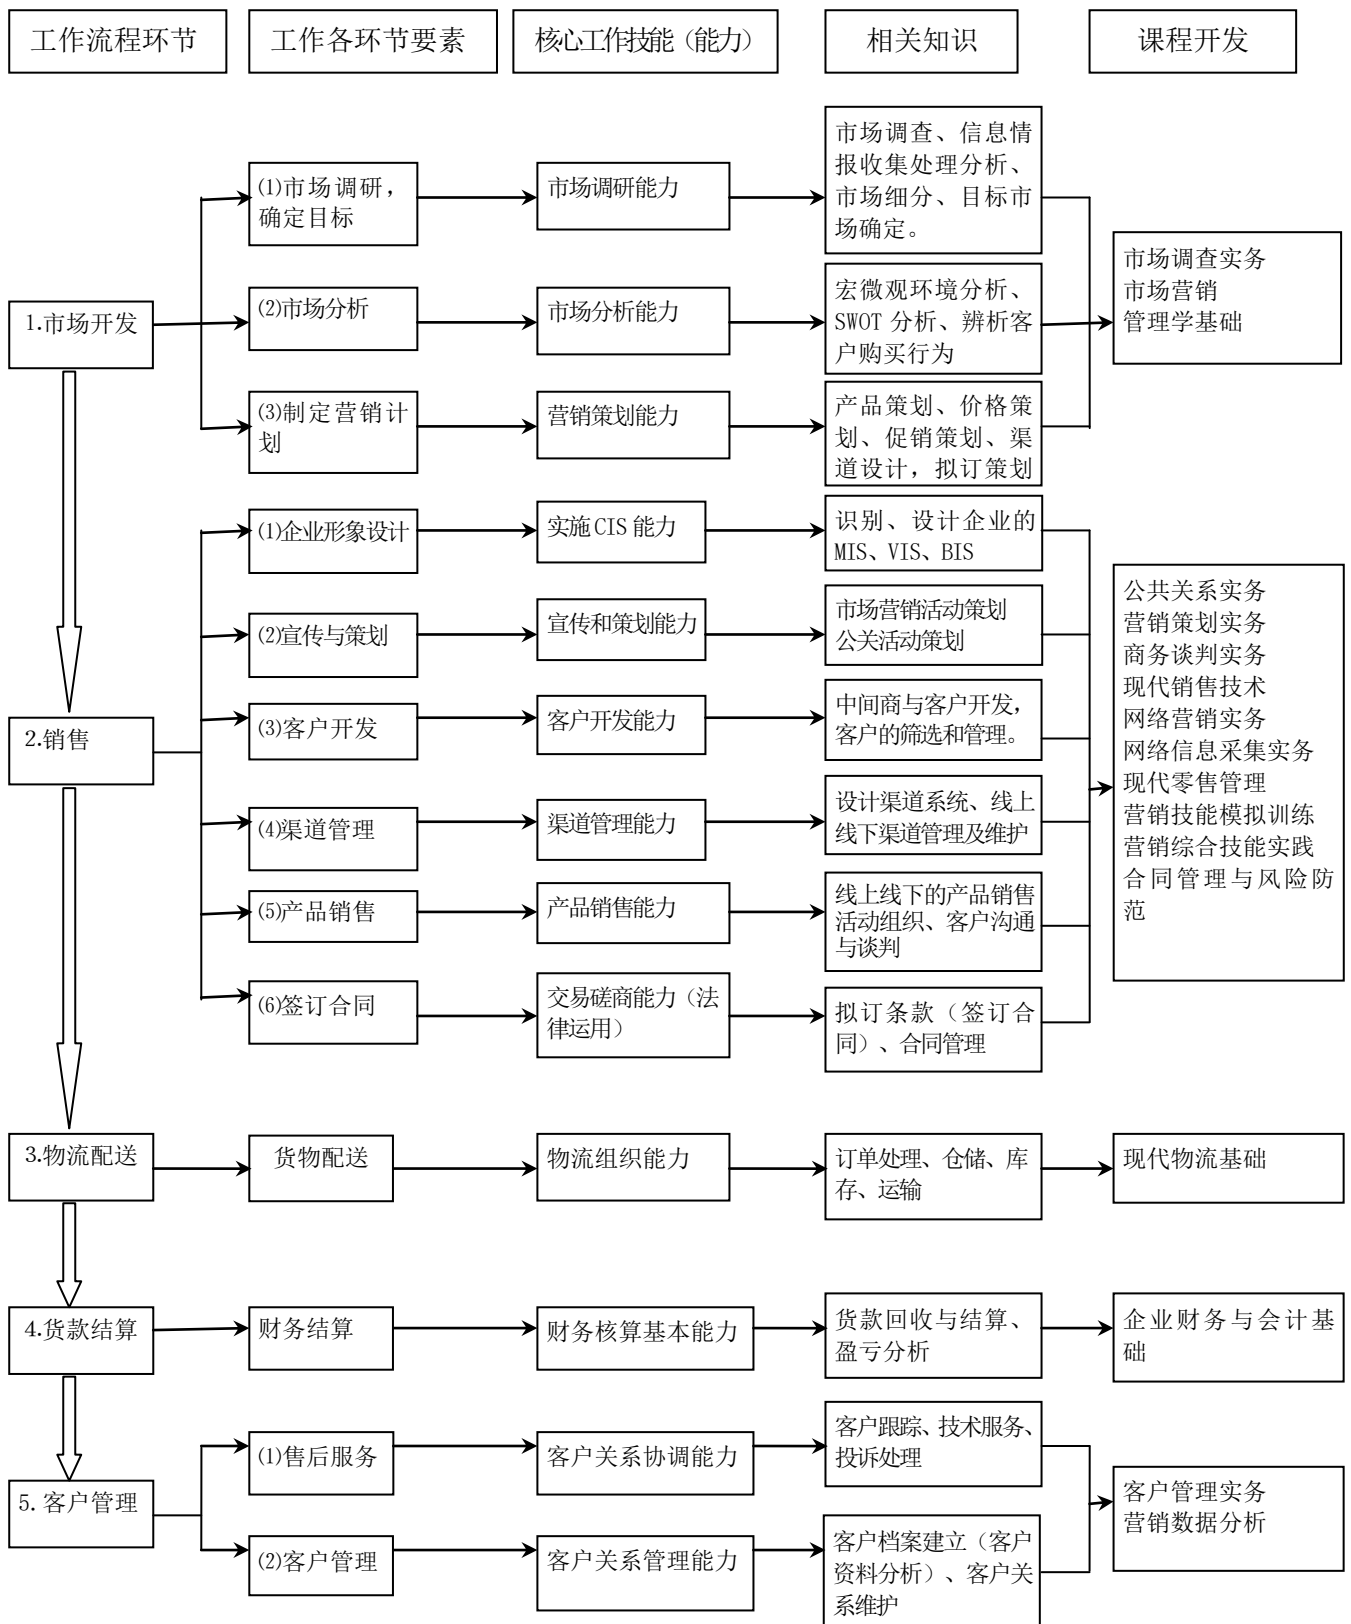 工作流程环节
工作各环节要素
核心工作技能（能力）
相关知识
课程开发
1.市场开发
(1)市场调研，
确定目标
市场调研能力
市场调查、信息情
报收集处理分析、
市场细分、目标市
场确定。
(2)市场分析
市场分析能力
宏微观环境分析、
SWOT 分析、辨析客
户购买行为
(3)制定营销计
划
营销策划能力
产品策划、价格策
划、促销策划、渠
道设计，拟订策划
市场调查实务
市场营销
管理学基础
2.销售
(1)企业形象设计
实施 CIS 能力
识别、设计企业的
MIS、VIS、BIS
(2)宣传与策划
宣传和策划能力
市场营销活动策划
公关活动策划
(3)客户开发
客户开发能力
中间商与客户开发，
客户的筛选和管理。
(4)渠道管理
渠道管理能力
设计渠道系统、线上
线下渠道管理及维护
(5)产品销售
产品销售能力
线上线下的产品销售
活动组织、客户沟通
与谈判
(6)签订合同
交易磋商能力（法
律运用）
拟订条款（签订合
同）、合同管理
公共关系实务
营销策划实务
商务谈判实务
现代销售技术
网络营销实务
网络信息采集实务
现代零售管理
营销技能模拟训练
营销综合技能实践
合同管理与风险防
范
3.物流配送
货物配送
物流组织能力
订单处理、仓储、库
存、运输
现代物流基础
4.货款结算
财务结算
财务核算基本能力
货款回收与结算、
盈亏分析
企业财务与会计基
础
5.客户管理
(1)售后服务
客户关系协调能力
客户跟踪、技术服务、
投诉处理
(2)客户管理
客户关系管理能力
客户档案建立（客户
资料分析）、客户关
系维护
客户管理实务
营销数据分析